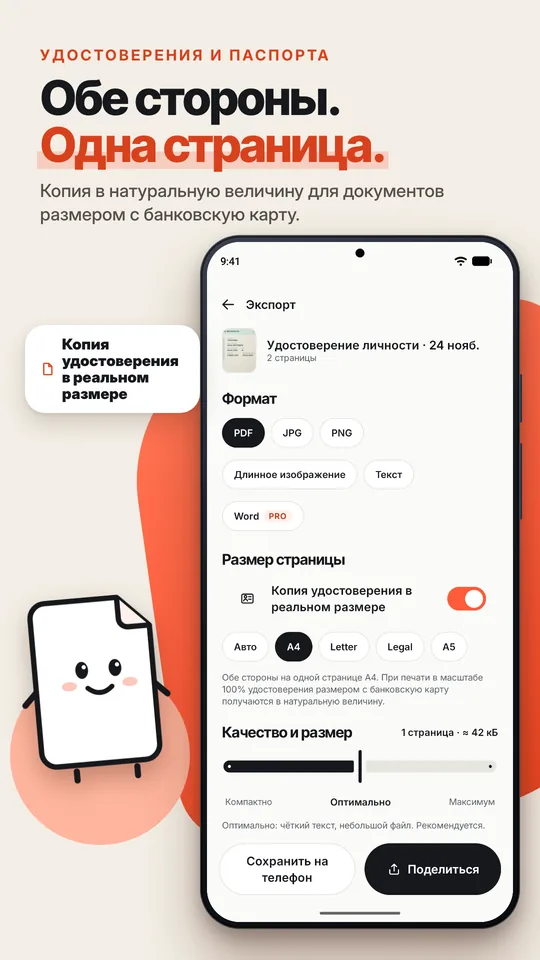 УДОСТОВЕРЕНИЯ И ПАСПОРТА
Обе стороны.
Одна страница.
Копия в натуральную величину для документов
размером с банковскую карту.
9:41
Экспорт
Удостоверение личности · 24 нояб.
2 страницы
Копия
удостоверения
в реальном
размере
Формат
PDF JPG PNG
Длинное изображение Текст
Word PRO
Размер страницы
Копия удостоверения в
реальном размере
Авто A4 Letter Legal A5
Обе стороны на одной странице A4. При печати в масштабе
100% удостоверения размером с банковскую карту
получаются в натуральную величину.
Качество и размер 1 страница · ≈ 42 кБ
Компактно Оптимально Максимум
Оптимально: чёткий текст, небольшой файл. Рекомендуется.
Сохранить на
телефон
Поделиться